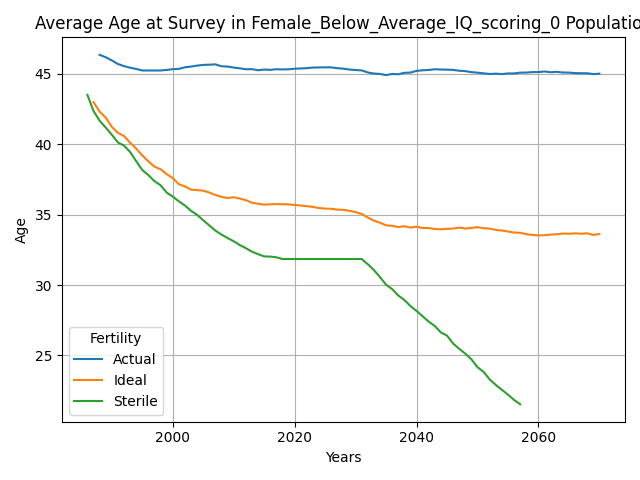 Average Age at Survey in Female_Below_Average_IQ_scoring_0 Populatio
45
40
35
30
25
Age
Fertility
Actual
Ideal
Sterile
2000 2020 2040 2060
Years